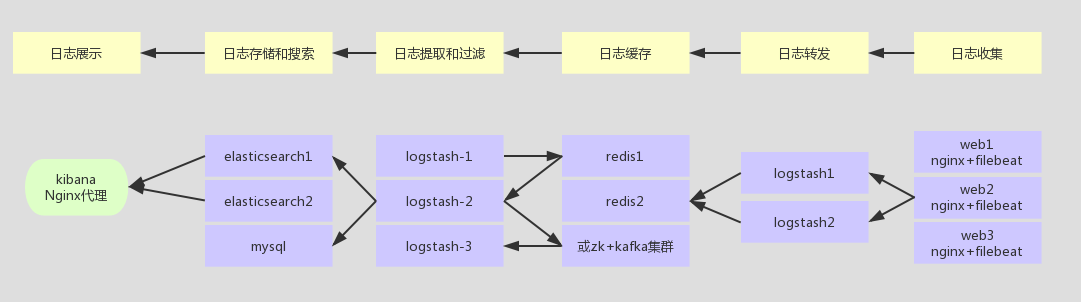 日志展示
日志存储和搜索
日志提取和过滤
日志缓存
日志转发
日志收集
kibana
Nginx代理
elasticsearch1
elasticsearch2
mysql
logstash-1
logstash-2
logstash-3
redis1
redis2
或zk+kafka集群
logstash1
logstash2
web1
nginx+filebeat
web2
nginx+filebeat
web3
nginx+filebeat